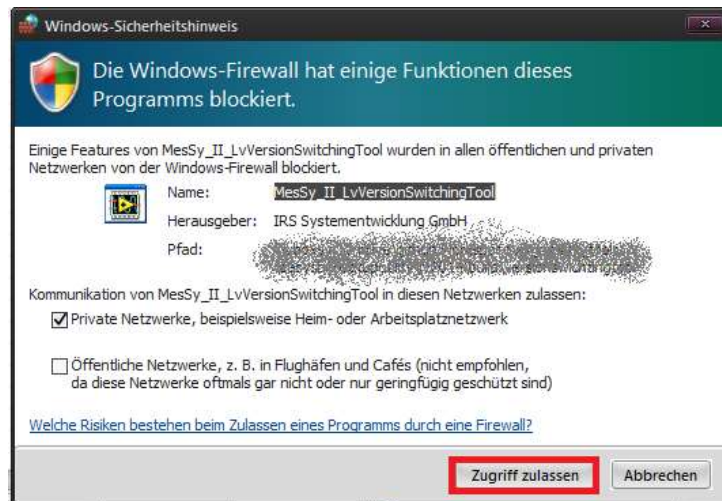 Windows-Sicherheitshinweis
Die Windows-Firewall hat einige Funktionen dieses
Programms blockiert.
Einige Features von MesSy_II_LvVersionSwitchingTool wurden in allen öffentlichen und privaten
Netzwerken von der Windows-Firewall blockiert.
Name: MesSy_II_LvVersionSwitchingTool
Herausgeber: IRS Systementwicklung GmbH
Pfad:
Kommunikation von MesSy_II_LvVersionSwitchingTool in diesen Netzwerken zulassen:
Private Netzwerke, beispielsweise Heim- oder Arbeitsplatznetzwerk
Öffentliche Netzwerke, z. B. in Flughäfen und Cafés (nicht empfohlen,
da diese Netzwerke oftmals gar nicht oder nur geringfügig geschützt sind)
Welche Risiken bestehen beim Zulassen eines Programms durch eine Firewall?
Zugriff zulassen Abbrechen